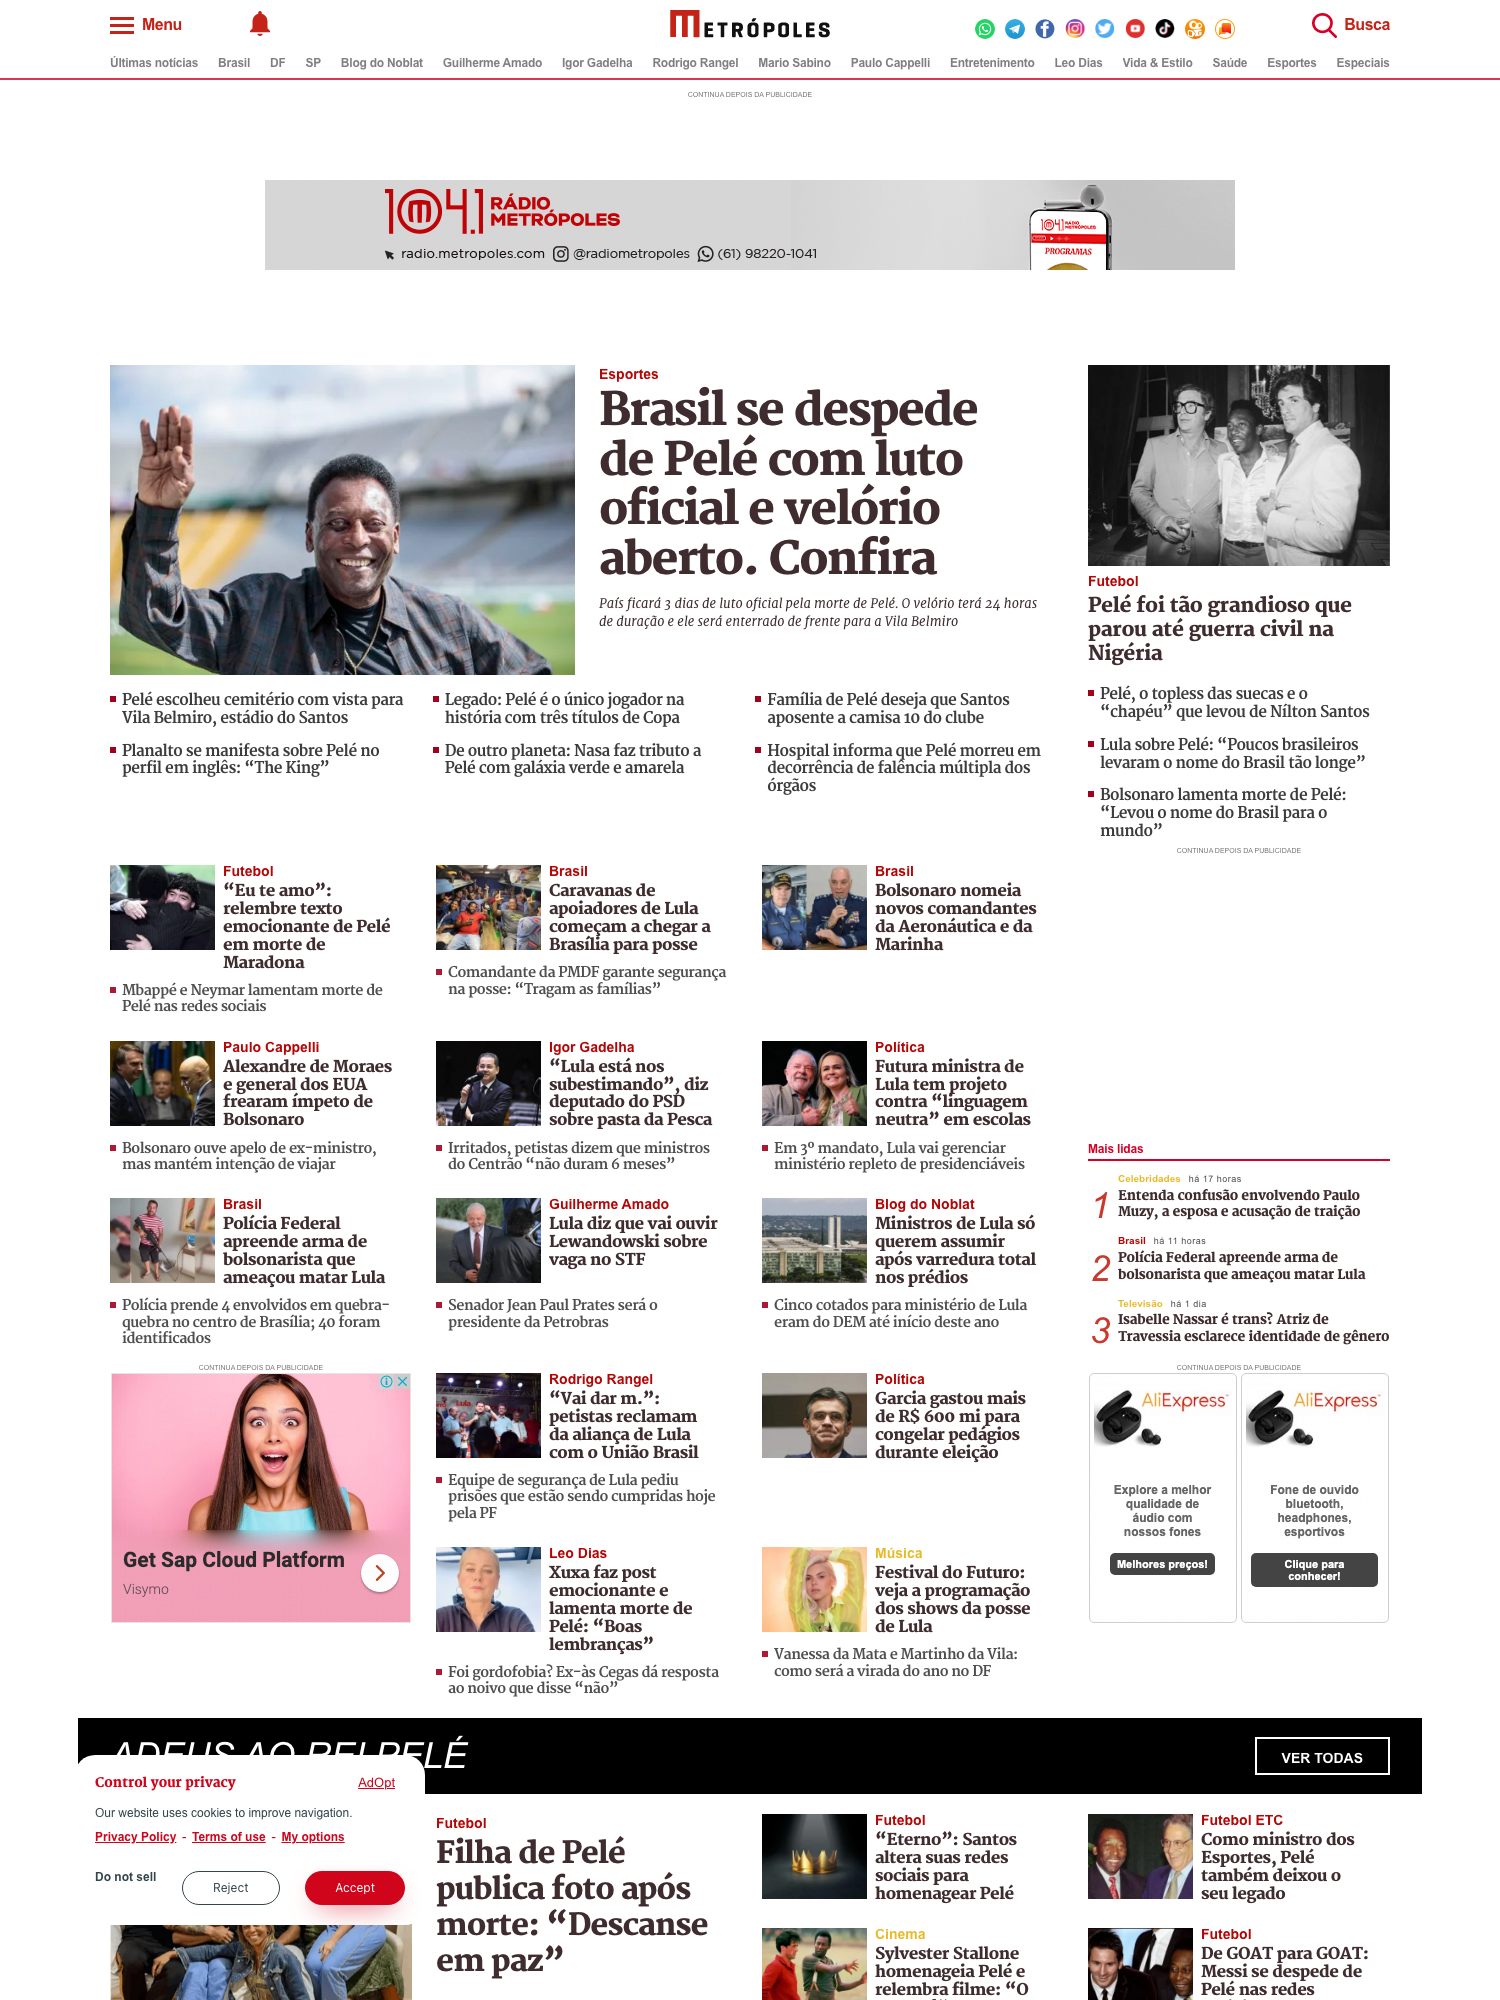 Menu
METRÓPOLES
Busca
Últimas notícias Brasil DF SP Blog do Noblat Guilherme Amado Igor Gadelha Rodrigo Rangel Mario Sabino Paulo Cappelli Entretenimento Leo Dias Vida & Estilo Saúde Esportes Especiais
CONTINUA DEPOIS DA PUBLICIDADE
104.1 RÁDIO
METRÓPOLES
radio.metropoles.com @radiometropoles (61) 98220-1041
104.1 RÁDIO METRÓPOLES
PROGRAMAS
Esportes
Brasil se despede
de Pelé com luto
oficial e velório
aberto. Confira
País ficará 3 dias de luto oficial pela morte de Pelé. O velório terá 24 horas
de duração e ele será enterrado de frente para a Vila Belmiro
Pelé escolheu cemitério com vista para
Vila Belmiro, estádio do Santos
Planalto se manifesta sobre Pelé no
perfil em inglês: “The King”
Legado: Pelé é o único jogador na
história com três títulos de Copa
De outro planeta: Nasa faz tributo a
Pelé com galáxia verde e amarela
Família de Pelé deseja que Santos
aposente a camisa 10 do clube
Hospital informa que Pelé morreu em
decorrência de falência múltipla dos
órgãos
Futebol
Pelé foi tão grandioso que
parou até guerra civil na
Nigéria
Pelé, o topless das suecas e o
“chapéu” que levou de Nílton Santos
Lula sobre Pelé: “Poucos brasileiros
levaram o nome do Brasil tão longe”
Bolsonaro lamenta morte de Pelé:
“Levou o nome do Brasil para o
mundo”
CONTINUA DEPOIS DA PUBLICIDADE
Futebol
“Eu te amo”:
relembre texto
emocionante de Pelé
em morte de
Maradona
Mbappé e Neymar lamentam morte de
Pelé nas redes sociais
Brasil
Caravanas de
apoiadores de Lula
começam a chegar a
Brasília para posse
Comandante da PMDF garante segurança
na posse: “Tragam as famílias”
Brasil
Bolsonaro nomeia
novos comandantes
da Aeronáutica e da
Marinha
Paulo Cappelli
Alexandre de Moraes
e general dos EUA
frearam ímpeto de
Bolsonaro
Bolsonaro ouve apelo de ex-ministro,
mas mantém intenção de viajar
Igor Gadelha
“Lula está nos
subestimando”, diz
deputado do PSD
sobre pasta da Pesca
Irritados, petistas dizem que ministros
do Centrão “não duram 6 meses”
Política
Futura ministra de
Lula tem projeto
contra “linguagem
neutra” em escolas
Em 3º mandato, Lula vai gerenciar
ministério repleto de presidenciáveis
Brasil
Polícia Federal
apreende arma de
bolsonarista que
ameaçou matar Lula
Polícia prende 4 envolvidos em quebra-
quebra no centro de Brasília; 40 foram
identificados
Guilherme Amado
Lula diz que vai ouvir
Lewandowski sobre
vaga no STF
Senador Jean Paul Prates será o
presidente da Petrobras
Blog do Noblat
Ministros de Lula só
querem assumir
após varredura total
nos prédios
Cinco cotados para ministério de Lula
eram do DEM até início deste ano
Mais lidas
1
Celebridades há 17 horas
Entenda confusão envolvendo Paulo
Muzy, a esposa e acusação de traição
2
Brasil há 11 horas
Polícia Federal apreende arma de
bolsonarista que ameaçou matar Lula
3
Televisão há 1 dia
Isabelle Nassar é trans? Atriz de
Travessia esclarece identidade de gênero
CONTINUA DEPOIS DA PUBLICIDADE
Get Sap Cloud Platform
Visymo
Rodrigo Rangel
“Vai dar m.”:
petistas reclamam
da aliança de Lula
com o União Brasil
Equipe de segurança de Lula pediu
prisões que estão sendo cumpridas hoje
pela PF
Política
Garcia gastou mais
de R$ 600 mi para
congelar pedágios
durante eleição
CONTINUA DEPOIS DA PUBLICIDADE
AliExpress
Explore a melhor
qualidade de
áudio com
nossos fones
Melhores preços!
AliExpress
Fone de ouvido
bluetooth,
headphones,
esportivos
Clique para
conhecer!
Leo Dias
Xuxa faz post
emocionante e
lamenta morte de
Pelé: “Boas
lembranças”
Foi gordofobia? Ex-às Cegas dá resposta
ao noivo que disse “não”
Música
Festival do Futuro:
veja a programação
dos shows da posse
de Lula
Vanessa da Mata e Martinho da Vila:
como será a virada do ano no DF
ADEUS AO REI PELÉ
VER TODAS
Control your privacy
AdOpt
Our website uses cookies to improve navigation.
Privacy Policy - Terms of use - My options
Do not sell
Reject
Accept
Futebol
Filha de Pelé
publica foto após
morte: “Descanse
em paz”
Futebol
“Eterno”: Santos
altera suas redes
sociais para
homenagear Pelé
Futebol ETC
Como ministro dos
Esportes, Pelé
também deixou o
seu legado
Cinema
Sylvester Stallone
homenageia Pelé e
relembra filme: “O
Futebol
De GOAT para GOAT:
Messi se despede de
Pelé nas redes